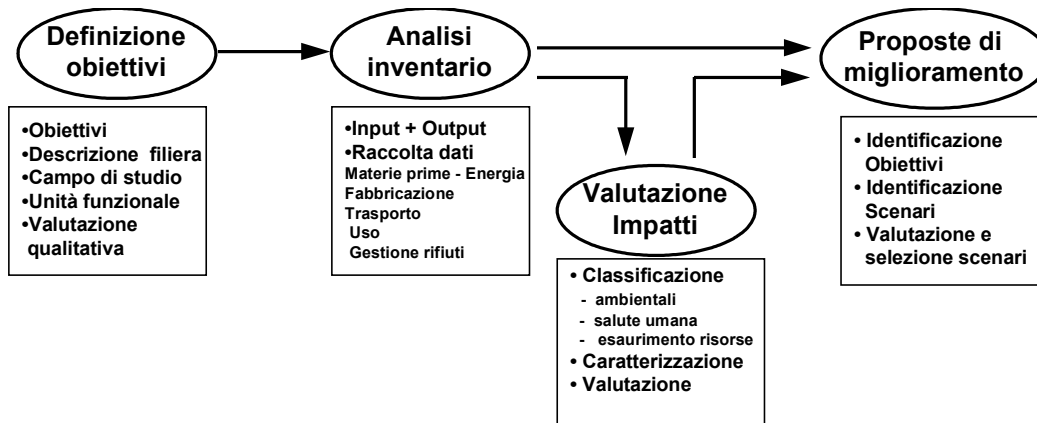 Definizione
obiettivi
•Obiettivi
•Descrizione filiera
•Campo di studio
•Unità funzionale
•Valutazione
qualitativa
Analisi
inventario
•Input + Output
•Raccolta dati
Materie prime - Energia
Fabbricazione
Trasporto
Uso
Gestione rifiuti
Valutazione
Impatti
• Classificazione
- ambientali
- salute umana
- esaurimento risorse
• Caratterizzazione
• Valutazione
Proposte di
miglioramento
• Identificazione
Obiettivi
• Identificazione
Scenari
• Valutazione e
selezione scenari